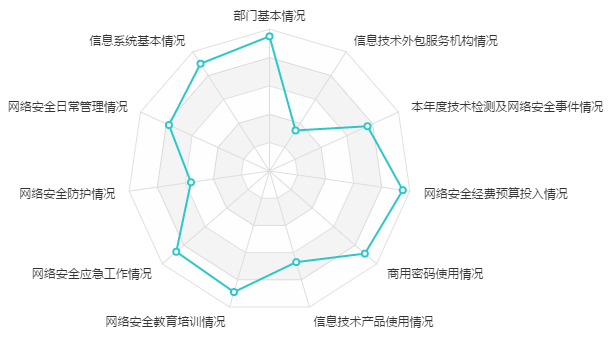 部门基本情况
信息系统基本情况
信息技术外包服务机构情况
网络安全日常管理情况
本年度技术检测及网络安全事件情况
网络安全防护情况
网络安全经费预算投入情况
网络安全应急工作情况
商用密码使用情况
网络安全教育培训情况
信息技术产品使用情况